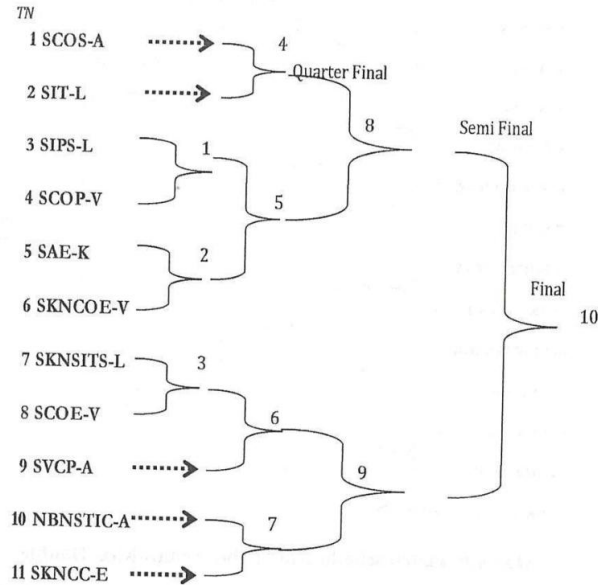 TN
1 SCOS-A
4
Quarter Final
2 SIT-L
8
Semi Final
3 SIPS-L
1
4 SCOP-V
5
5 SAE-K
2
6 SKNCOE-V
Final
10
7 SKNSITS-L
3
8 SCOE-V
6
9 SVCP-A
9
10 NBNSTIC-A
7
11 SKNCC-E